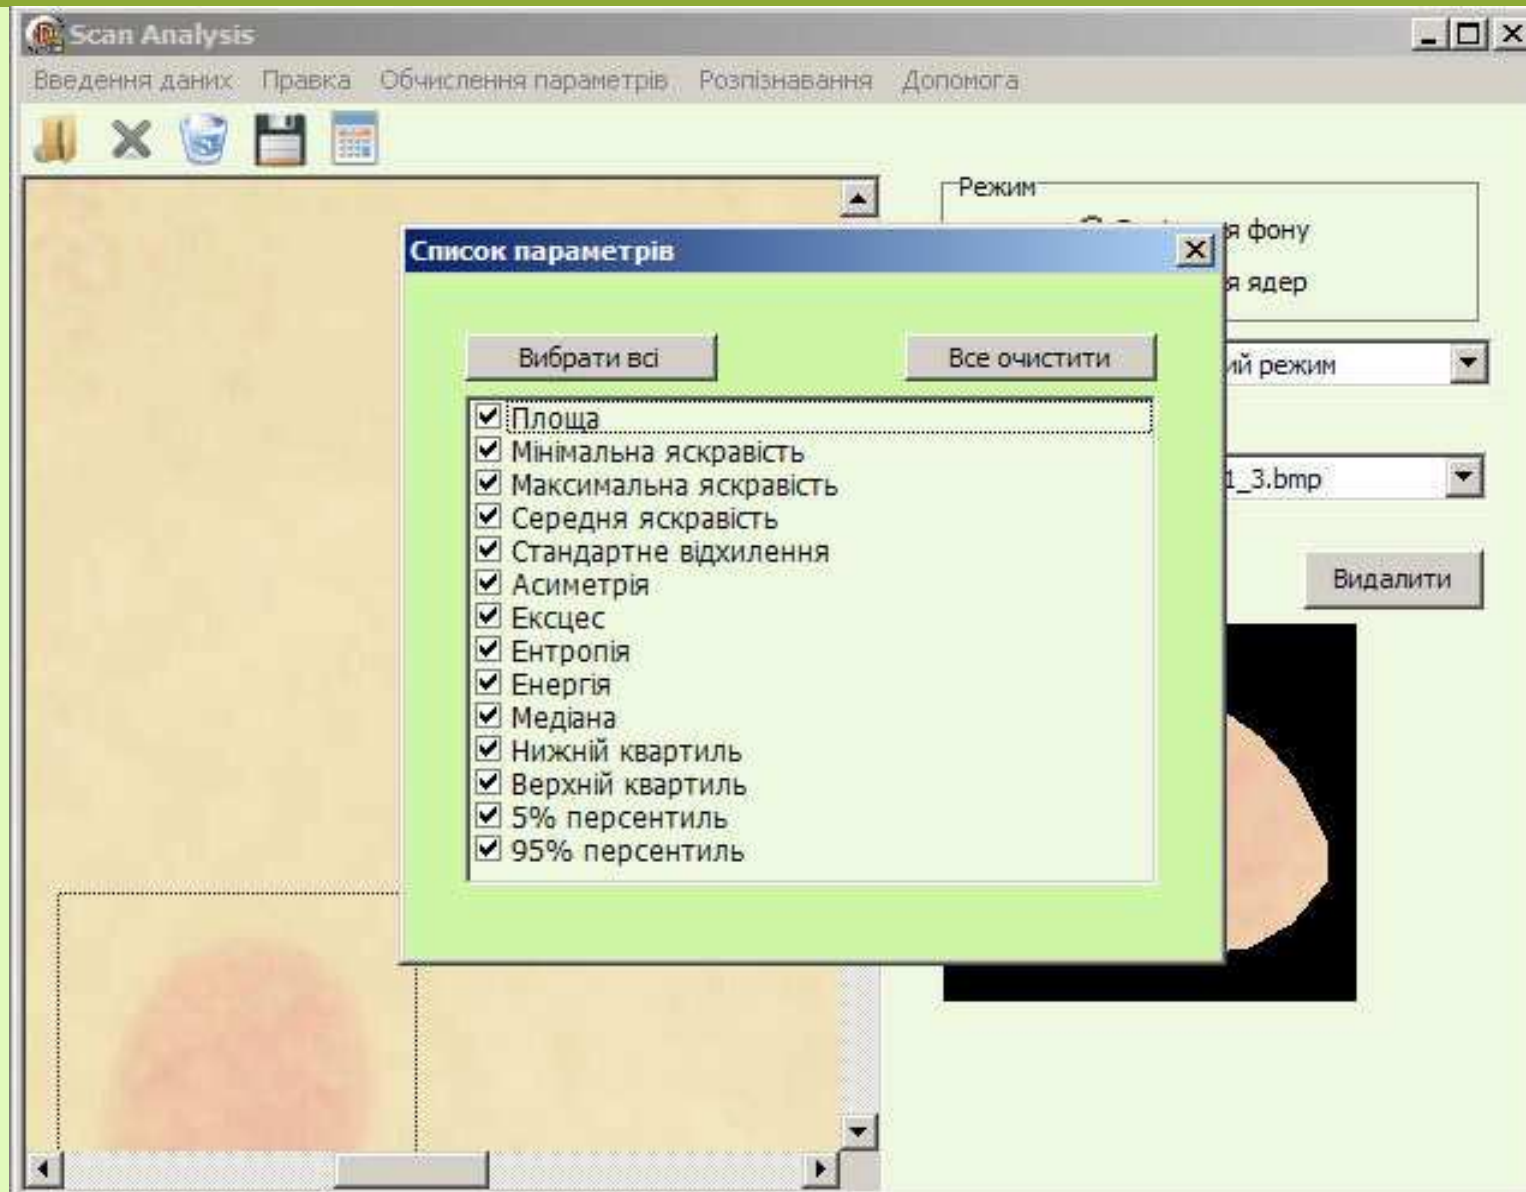 Scan Analysis
Введення даних Правка Обчислення параметрів Розпізнавання Допомога
Режим
я фону
Список параметрів
я ядер
Вибрати всі Все очистити
ий режим
Площа
Мінімальна яскравість
Максимальна яскравість
1_3.bmp
Середня яскравість
Стандартне відхилення
Асиметрія
Видалити
Ексцес
Ентропія
Енергія
Медіана
Нижній квартиль
Верхній квартиль
5% персентиль
95% персентиль